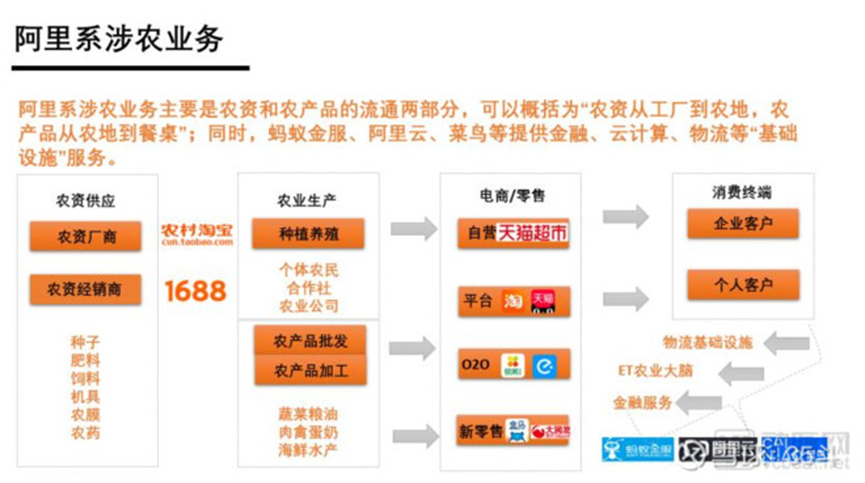 阿里系涉农业务
阿里系涉农业务主要是农资和农产品的流通两部分，可以概括为“农资从工厂到农地，农
产品从农地到餐桌”；同时，蚂蚁金服、阿里云、菜鸟等提供金融、云计算、物流等“基础
设施”服务。
农资供应
农资厂商
农资经销商
种子
肥料
饲料
机具
农膜
农药
农村淘宝
cun.taobao.com
1688
农业生产
种植养殖
个体农民
合作社
农业公司
农产品批发
农产品加工
蔬菜粮油
肉禽蛋奶
海鲜水产
电商/零售
自营 天猫超市
平台 淘 天猫
O2O
新零售 盒马 大润发
消费终端
企业客户
个人客户
物流基础设施
ET农业大脑
金融服务
蚂蚁金服